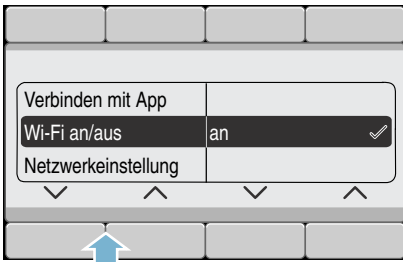 Verbinden mit App
Wi-Fi an/aus an
Netzwerkeinstellung